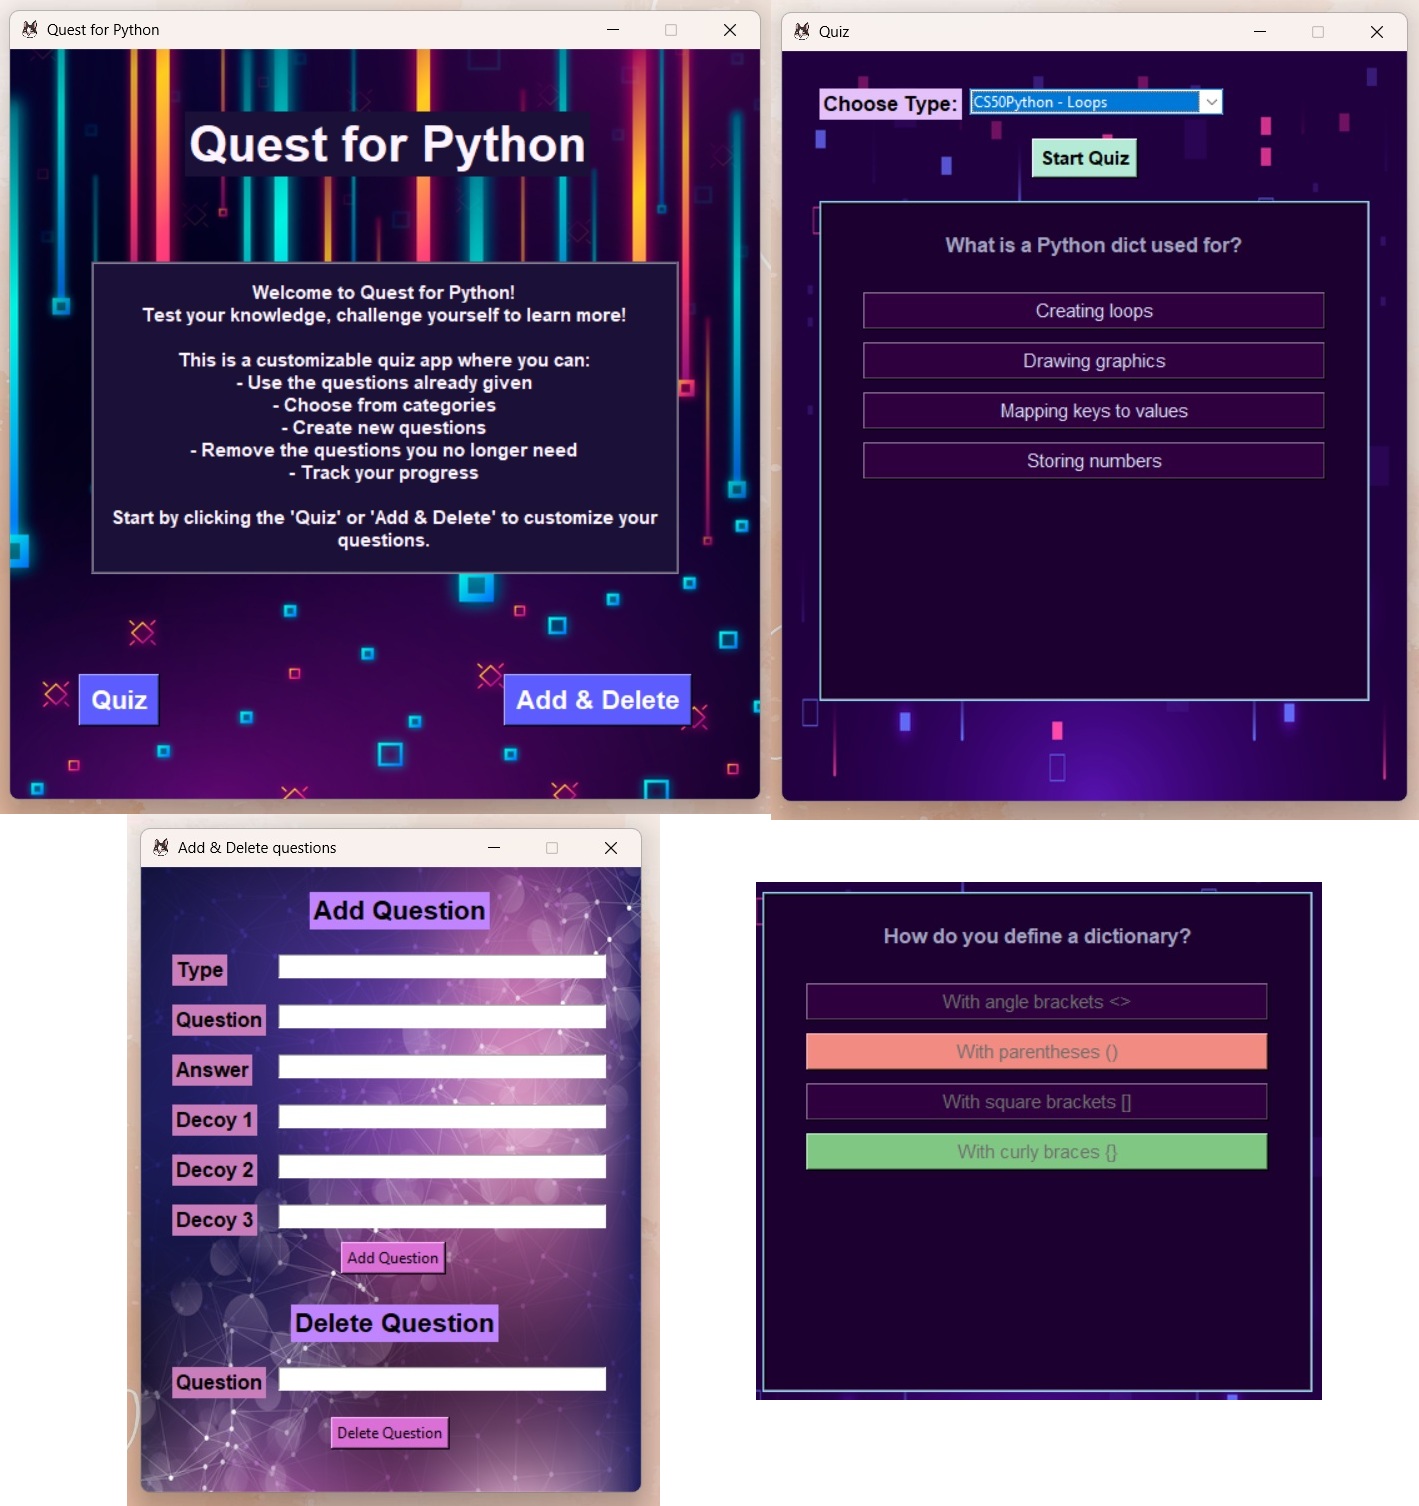 Quest for Python
Quest for Python
Welcome to Quest for Python!
Test your knowledge, challenge yourself to learn more!
This is a customizable quiz app where you can:
- Use the questions already given
- Choose from categories
- Create new questions
- Remove the questions you no longer need
- Track your progress
Start by clicking the 'Quiz' or 'Add & Delete' to customize your
questions.
Quiz
Add & Delete
Quiz
Choose Type:
CS50Python - Loops
Start Quiz
What is a Python dict used for?
Creating loops
Drawing graphics
Mapping keys to values
Storing numbers
Add & Delete questions
Add Question
Type
Question
Answer
Decoy 1
Decoy 2
Decoy 3
Add Question
Delete Question
Question
Delete Question
How do you define a dictionary?
With angle brackets <>
With parentheses ()
With square brackets []
With curly braces {}